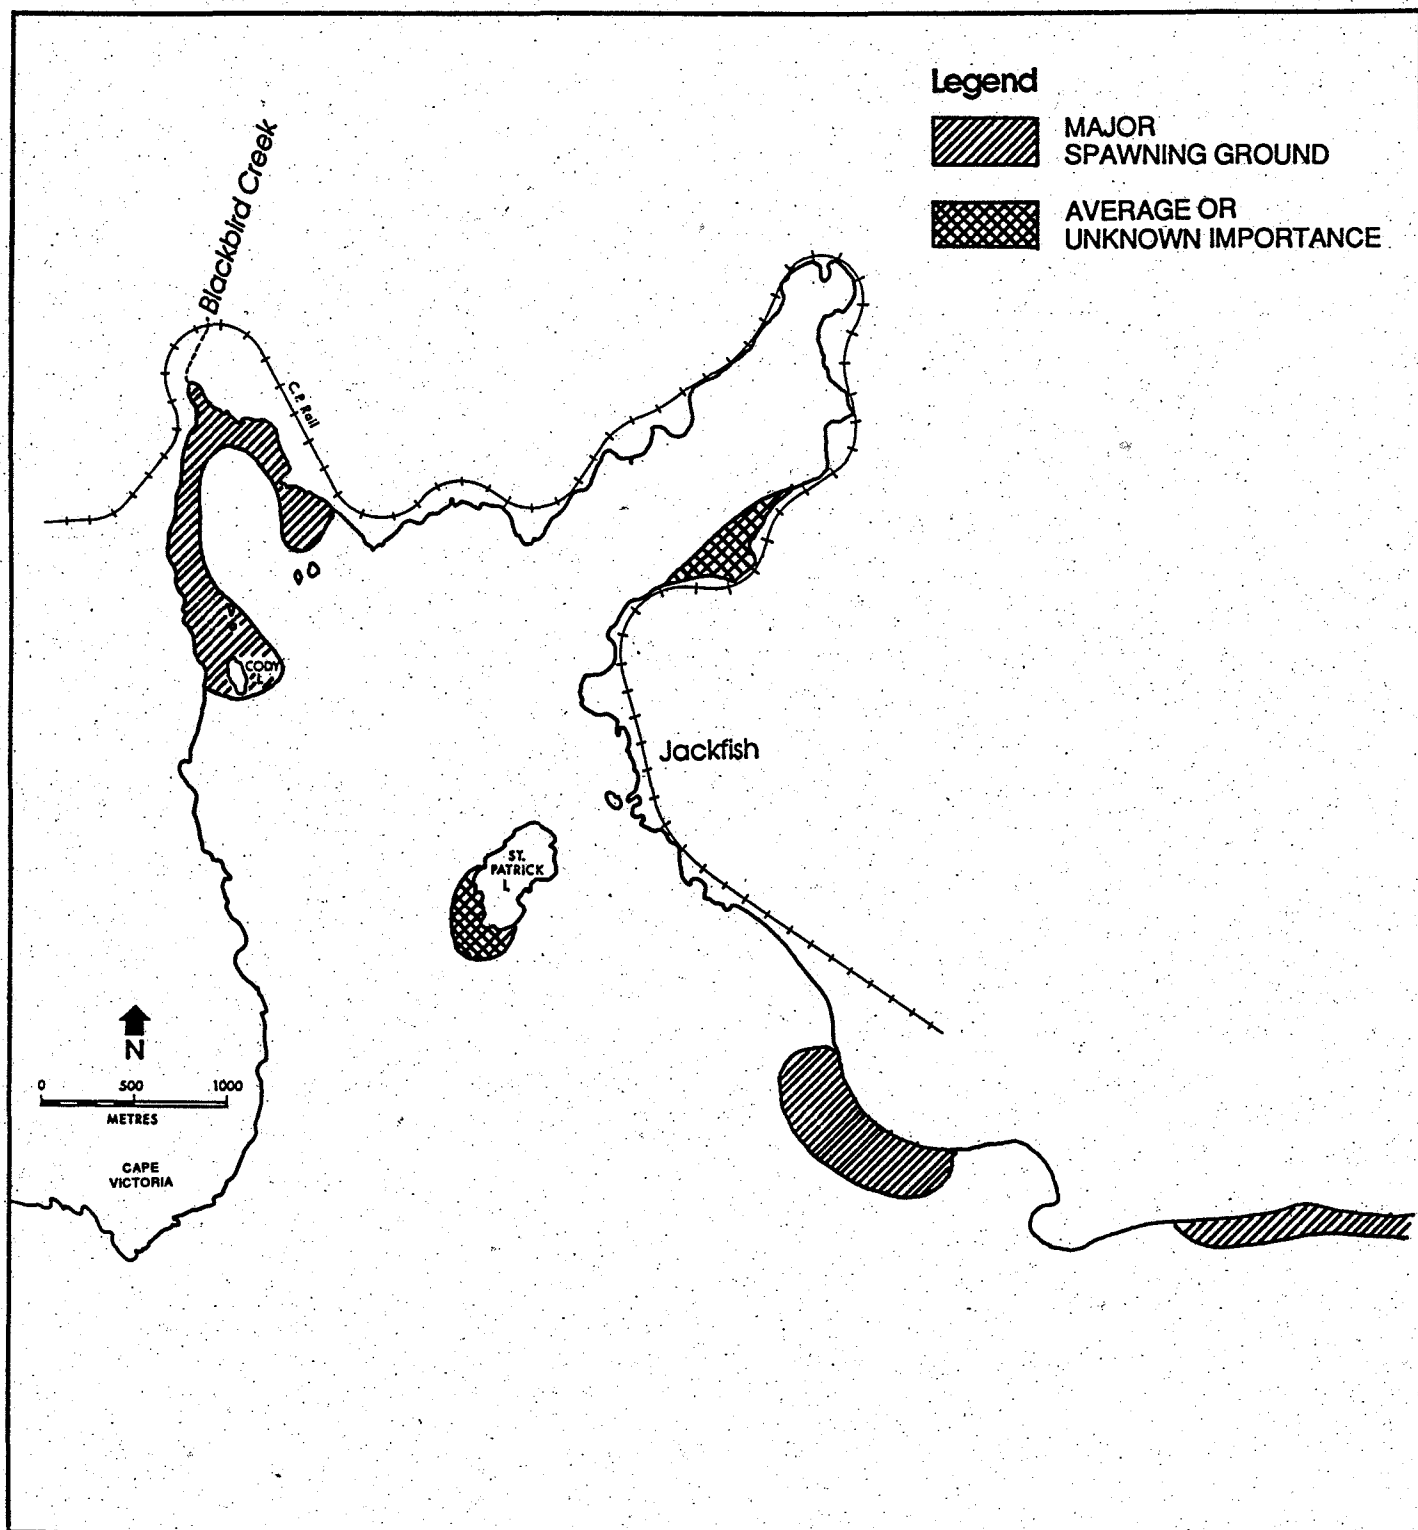 Legend
MAJOR
SPAWNING GROUND
AVERAGE OR
UNKNOWN IMPORTANCE
Blackbird Creek
C.P. Rail
CODY
I.
Jackfish
ST.
PATRICK
I.
N
0 500 1000
METRES
CAPE
VICTORIA